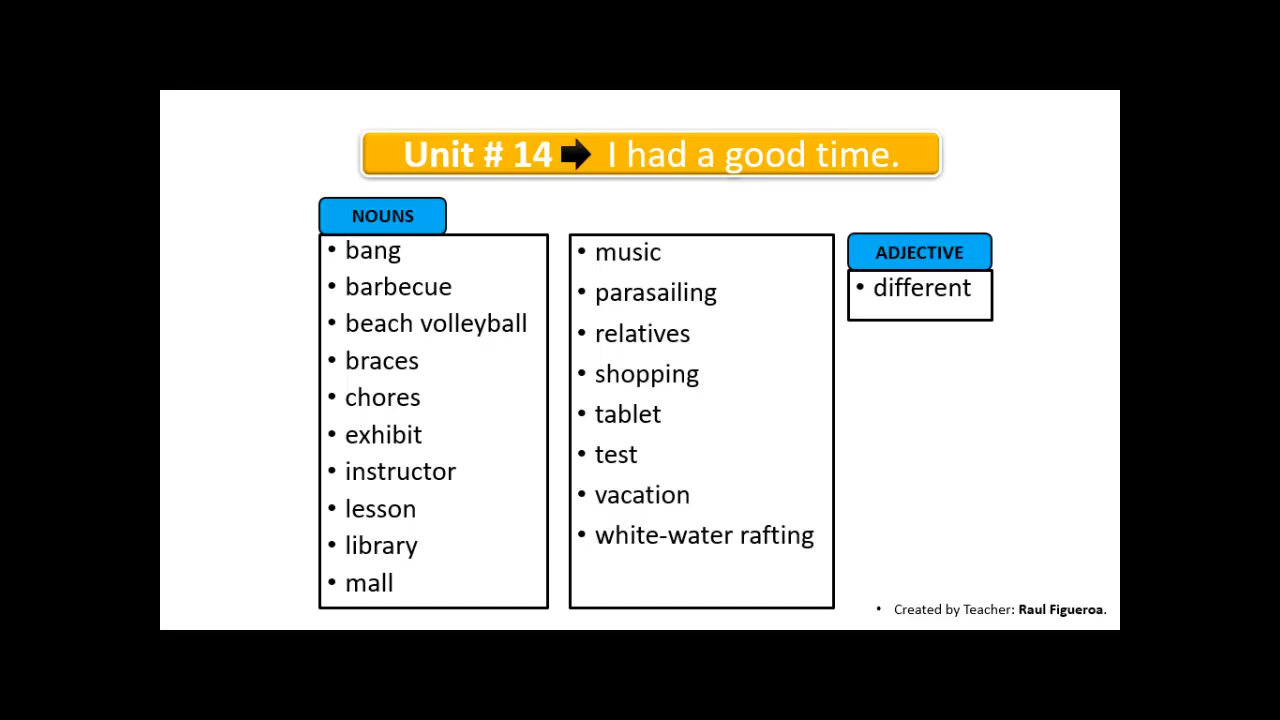 Unit # 14 ➡ I had a good time.
NOUNS
• bang
• barbecue
• beach volleyball
• braces
• chores
• exhibit
• instructor
• lesson
• library
• mall
• music
• parasailing
• relatives
• shopping
• tablet
• test
• vacation
• white-water rafting
ADJECTIVE
• different
• Created by Teacher: Raul Figueroa.